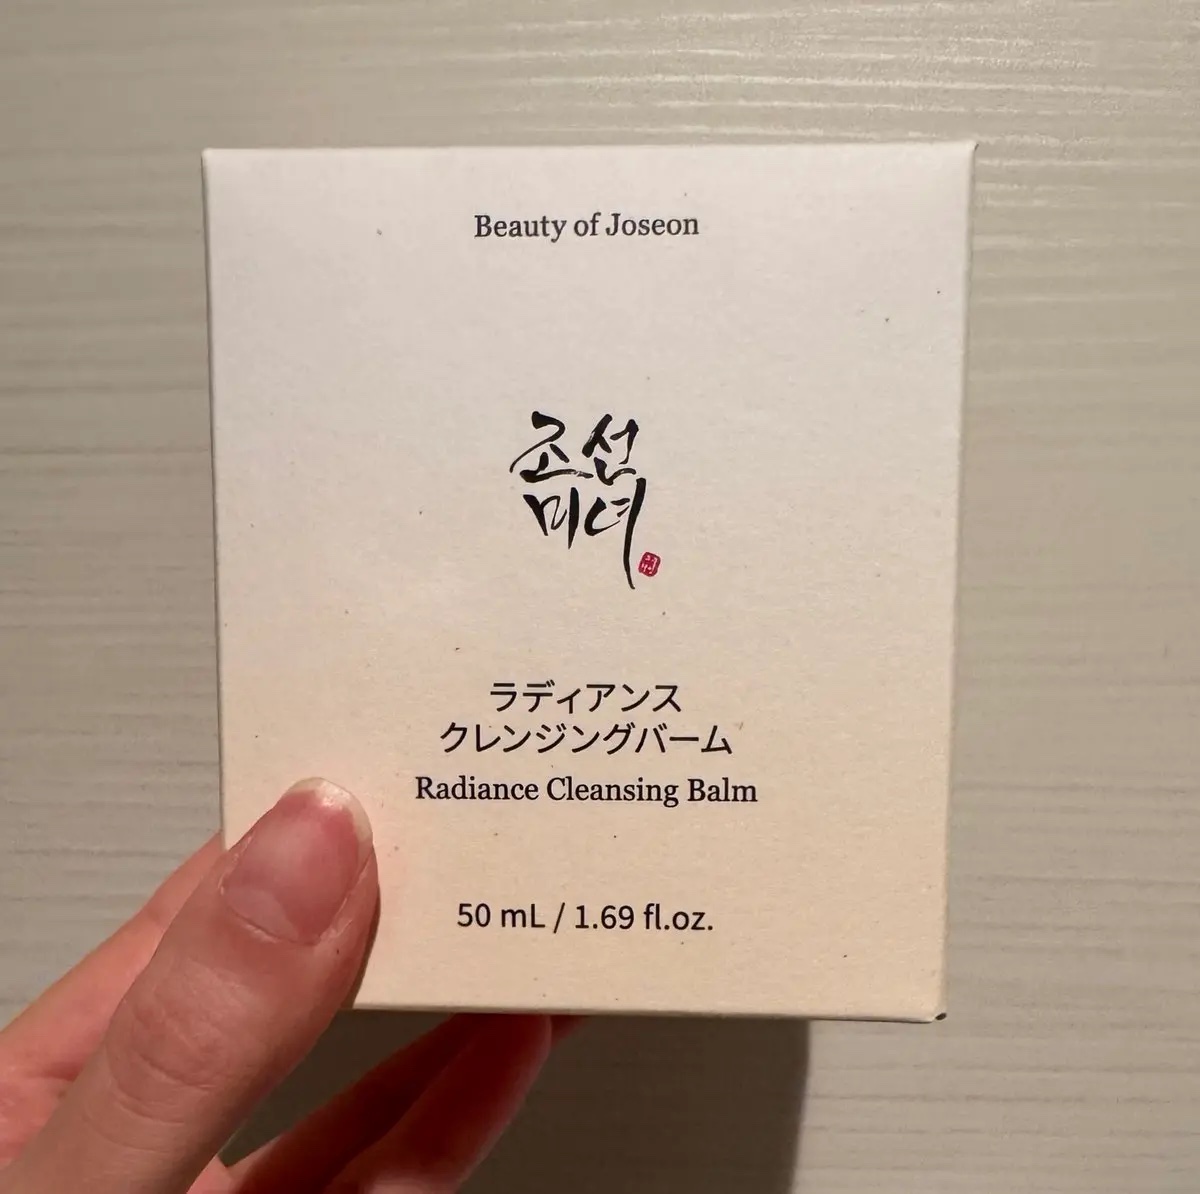 Beauty of Joseon
조선
미녀
ラディアンス
クレンジングバーム
Radiance Cleansing Balm
50 mL / 1.69 fl.oz.